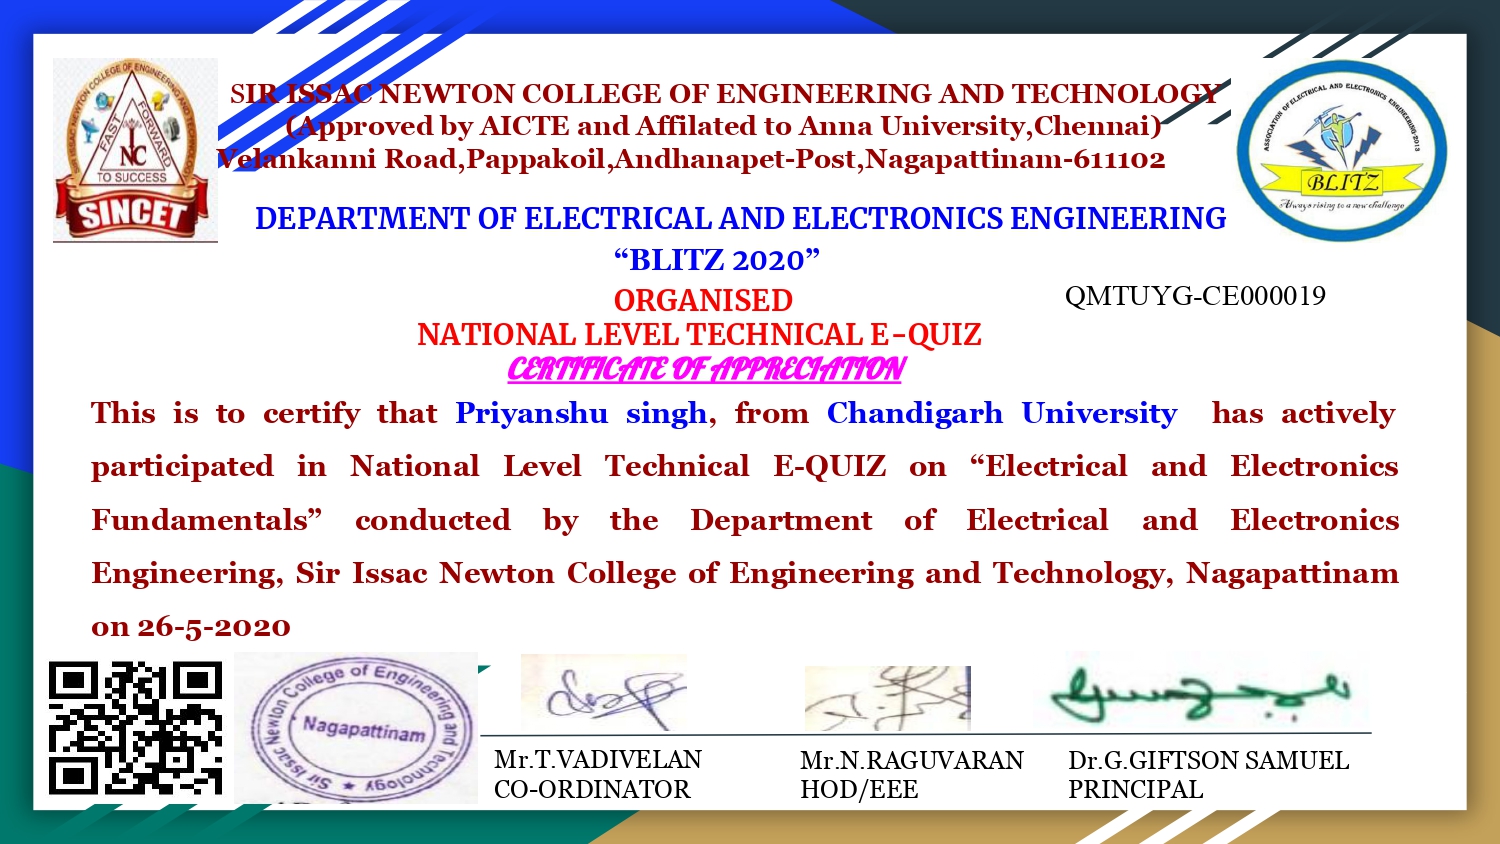 SIR ISSAC NEWTON COLLEGE OF ENGINEERING AND TECHNOLOGY
(Approved by AICTE and Affilated to Anna University,Chennai)
Velankanni Road,Pappakoil,Andhanapet-Post,Nagapattinam-611102
SIR ISSAC NEWTON COLLEGE OF ENGINEERING AND TECHNOLOGY
FAST FORWARD
INC
TO SUCCESS
SINCET
ASSOCIATION OF ELECTRICAL AND ELECTRONICS ENGINEERING-2013
BLITZ
Always rising to a new challenge
DEPARTMENT OF ELECTRICAL AND ELECTRONICS ENGINEERING
“BLITZ 2020”
ORGANISED
QMTUYG-CE000019
NATIONAL LEVEL TECHNICAL E-QUIZ
CERTIFICATE OF APPRECIATION
This is to certify that Priyanshu singh, from Chandigarh University has actively
participated in National Level Technical E-QUIZ on “Electrical and Electronics
Fundamentals” conducted by the Department of Electrical and Electronics
Engineering, Sir Issac Newton College of Engineering and Technology, Nagapattinam
on 26-5-2020
Sir Issac Newton College of Engineering and Technology
Nagapattinam
Mr.T.VADIVELAN
CO-ORDINATOR
Mr.N.RAGUVARAN
HOD/EEE
Dr.G.GIFTSON SAMUEL
PRINCIPAL